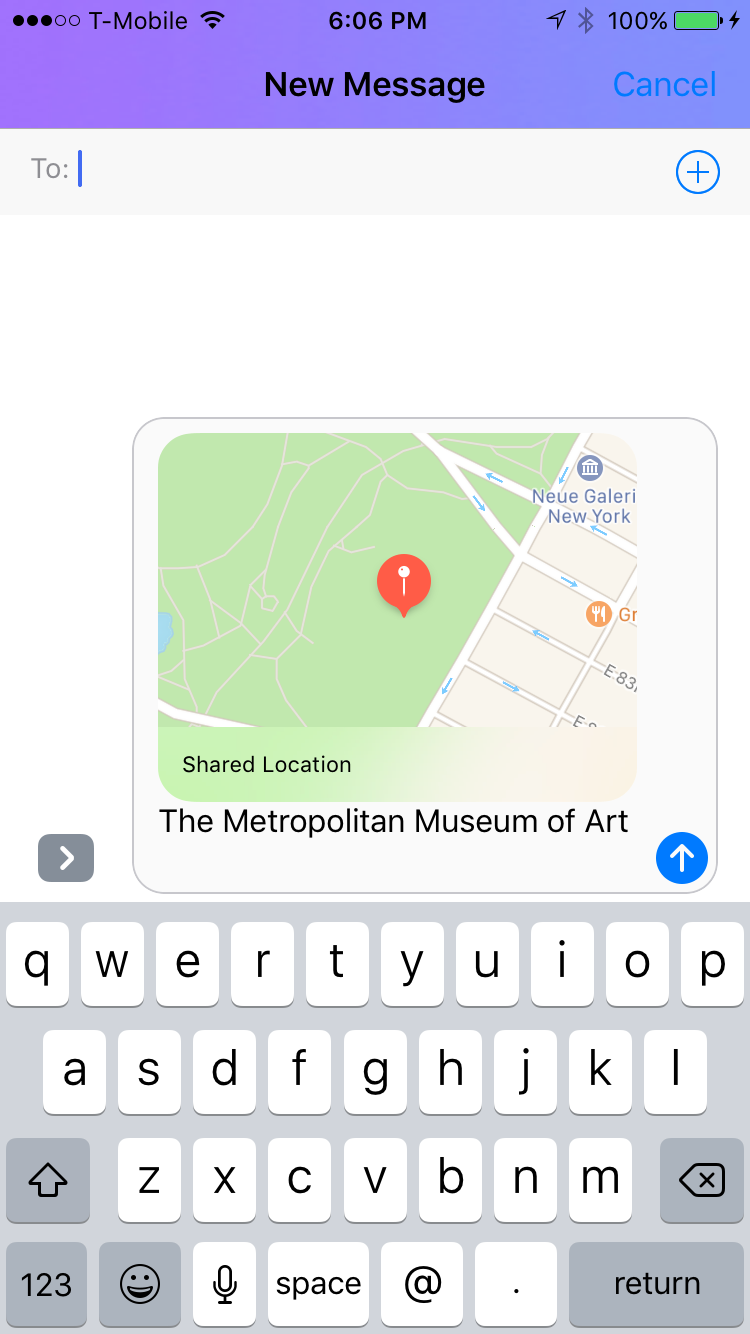 T-Mobile 6:06 PM 100%
New Message Cancel
To:
Neue Galeri
New York
Gr
E 83
E 8
Shared Location
The Metropolitan Museum of Art
q w e r t y u i o p
a s d f g h j k l
z x c v b n m
123 space @ . return